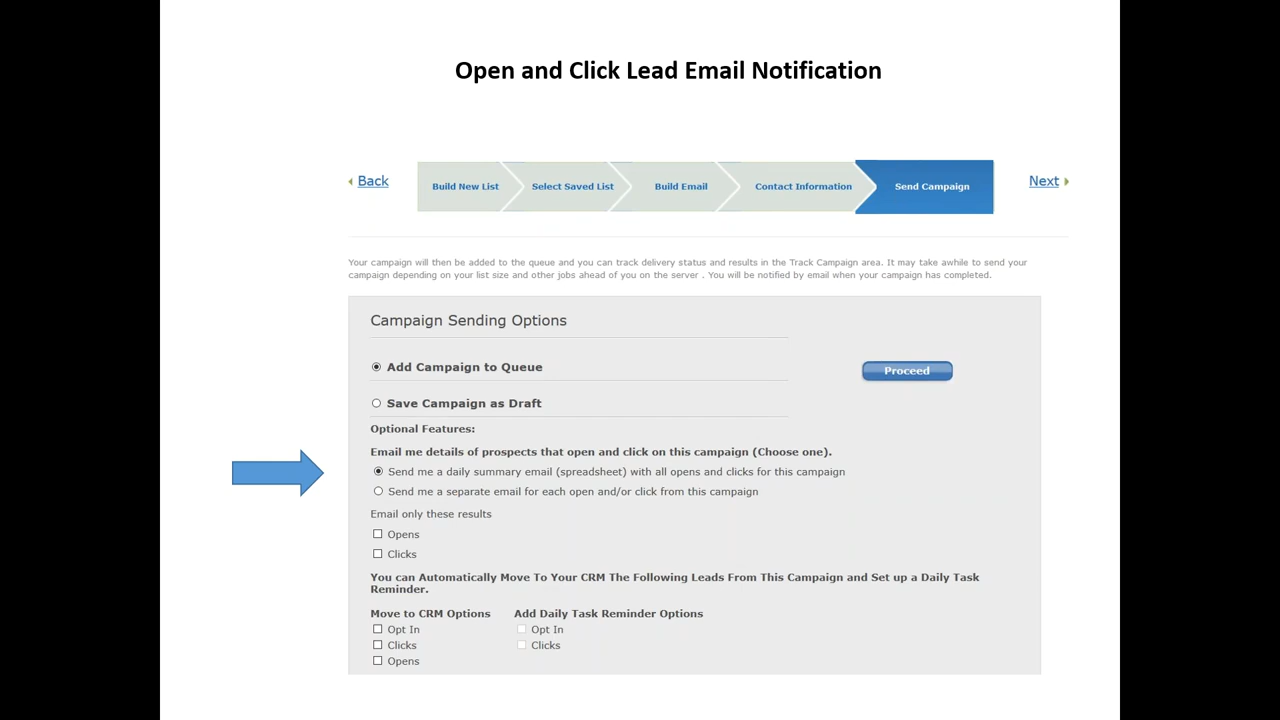 Open and Click Lead Email Notification
Back
Build New List
Select Saved List
Build Email
Contact Information
Send Campaign
Next
Your campaign will then be added to the queue and you can track delivery status and results in the Track Campaign area. It may take awhile to send your
campaign depending on your list size and other jobs ahead of you on the server . You will be notified by email when your campaign has completed.
Campaign Sending Options
Add Campaign to Queue
Proceed
Save Campaign as Draft
Optional Features:
Email me details of prospects that open and click on this campaign (Choose one).
Send me a daily summary email (spreadsheet) with all opens and clicks for this campaign
Send me a separate email for each open and/or click from this campaign
Email only these results
Opens
Clicks
You can Automatically Move To Your CRM The Following Leads From This Campaign and Set up a Daily Task
Reminder.
Move to CRM Options Add Daily Task Reminder Options
Opt In Opt In
Clicks Clicks
Opens